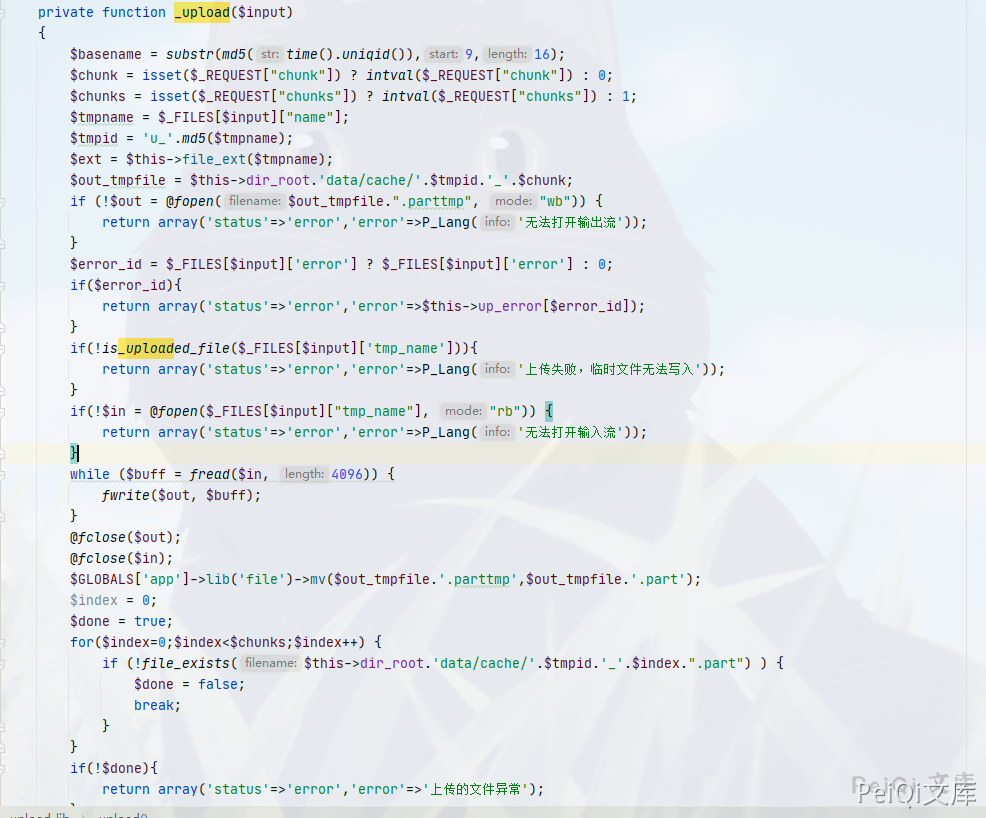 private function _upload($input)
{
$basename = substr(md5( str: time().uniqid()), start: 9, length: 16);
$chunk = isset($_REQUEST["chunk"]) ? intval($_REQUEST["chunk"]) : 0;
$chunks = isset($_REQUEST["chunks"]) ? intval($_REQUEST["chunks"]) : 1;
$tmpname = $_FILES[$input]["name"];
$tmpid = 'u_'.md5($tmpname);
$ext = $this->file_ext($tmpname);
$out_tmpfile = $this->dir_root.'data/cache/'.$tmpid.'_'.$chunk;
if (!$out = @fopen( filename: $out_tmpfile.".parttmp", mode: "wb")) {
return array('status'=>'error','error'=>P_Lang( info: '无法打开输出流'));
}
$error_id = $_FILES[$input]['error'] ? $_FILES[$input]['error'] : 0;
if($error_id){
return array('status'=>'error','error'=>$this->up_error[$error_id]);
}
if(!is_uploaded_file($_FILES[$input]['tmp_name'])){
return array('status'=>'error','error'=>P_Lang( info: '上传失败，临时文件无法写入'));
}
if(!$in = @fopen($_FILES[$input]["tmp_name"], mode: "rb")) {
return array('status'=>'error','error'=>P_Lang( info: '无法打开输入流'));
}
while ($buff = fread($in, length: 4096)) {
fwrite($out, $buff);
}
@fclose($out);
@fclose($in);
$GLOBALS['app']->lib('file')->mv($out_tmpfile.'.parttmp',$out_tmpfile.'.part');
$index = 0;
$done = true;
for($index=0;$index<$chunks;$index++) {
if (!file_exists( filename: $this->dir_root.'data/cache/'.$tmpid.'_'.$index.".part") ) {
$done = false;
break;
}
}
if(!$done){
return array('status'=>'error','error'=>'上传的文件异常');
PeiQi 文库
PeiQi文库